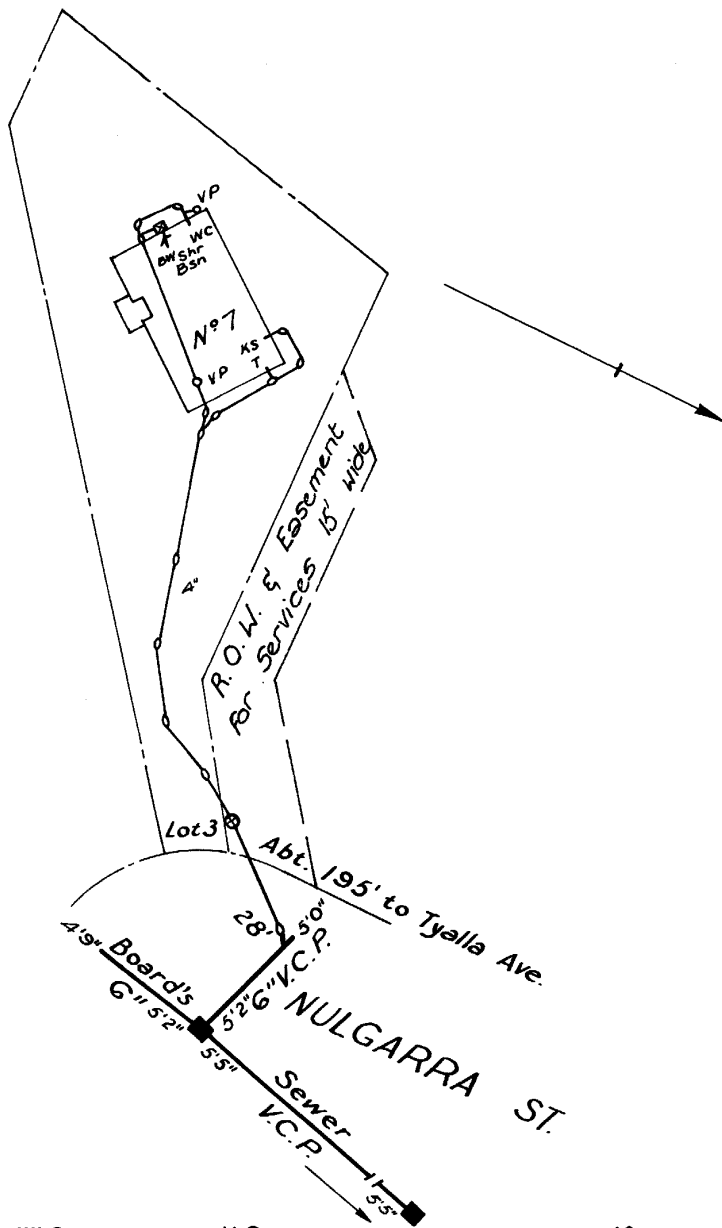 VP
WC
BW Shr
Bsn
Nº 7
KS
T
VP
4"
R.O.W. & Easement
for Services 15' wide
Lot 3
Abt. 195' to Tyalla Ave.
28'
5'0"
4'9"
Board's
6" 5'2"
5'2" 6" V.C.P.
5'5"
NULGARRA ST.
Sewer
V.C.P.
5'5"